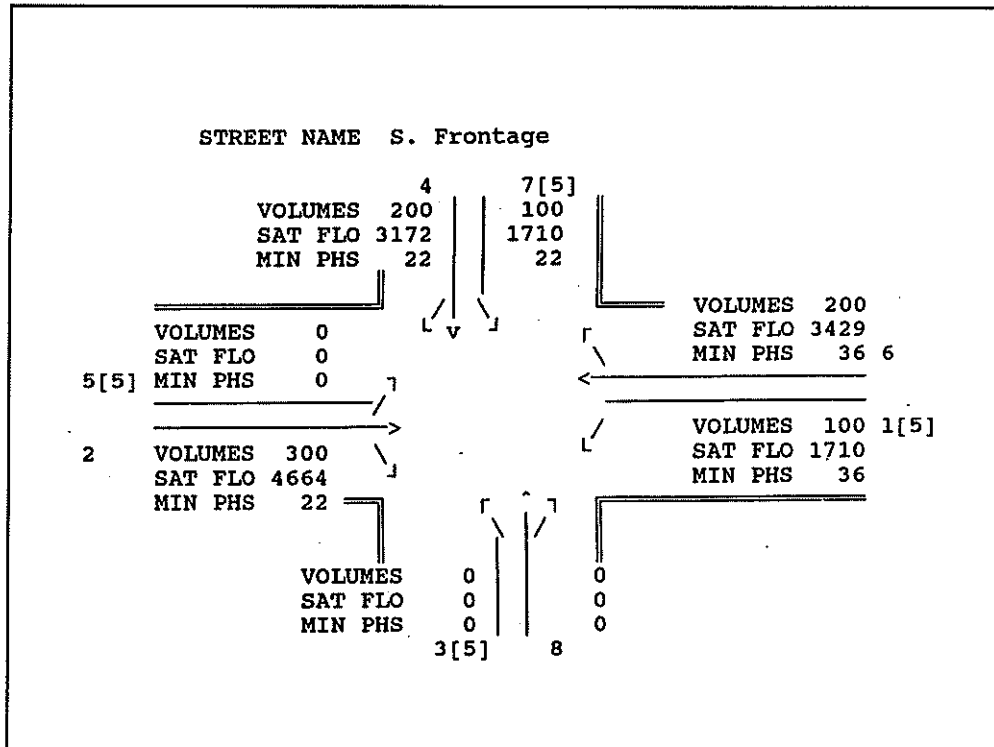 STREET NAME S. Frontage
4 7[5]
VOLUMES 200 100
SAT FLO 3172 1710
MIN PHS 22 22
VOLUMES 200
SAT FLO 3429
MIN PHS 36 6
VOLUMES 0
SAT FLO 0
5[5] MIN PHS 0
VOLUMES 100 1[5]
SAT FLO 1710
MIN PHS 36
2 VOLUMES 300
SAT FLO 4664
MIN PHS 22
VOLUMES 0 0
SAT FLO 0 0
MIN PHS 0 0
3[5] 8